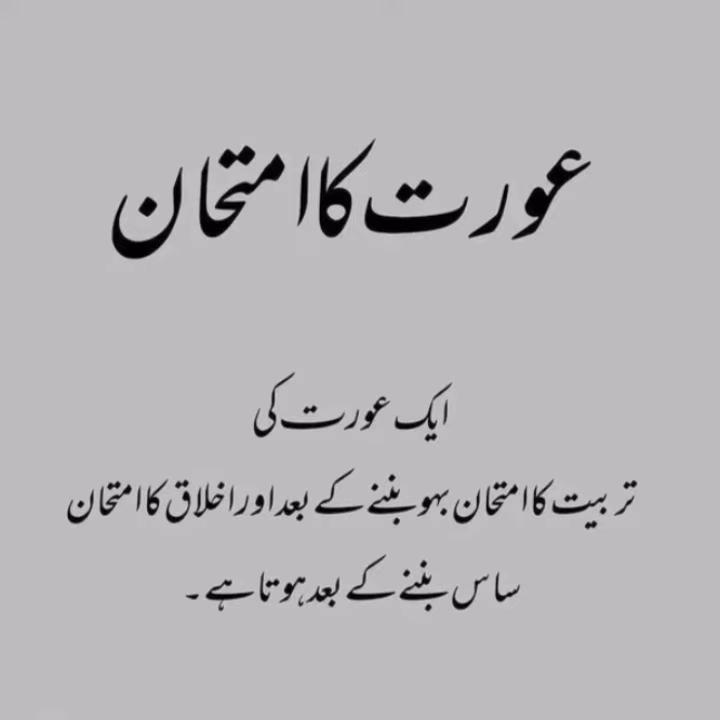 عورت کا امتحان
ایک عورت کی
تربیت کا امتحان بہو بننے کے بعد اور اخلاق کا امتحان
ساس بننے کے بعد ہوتا ہے۔